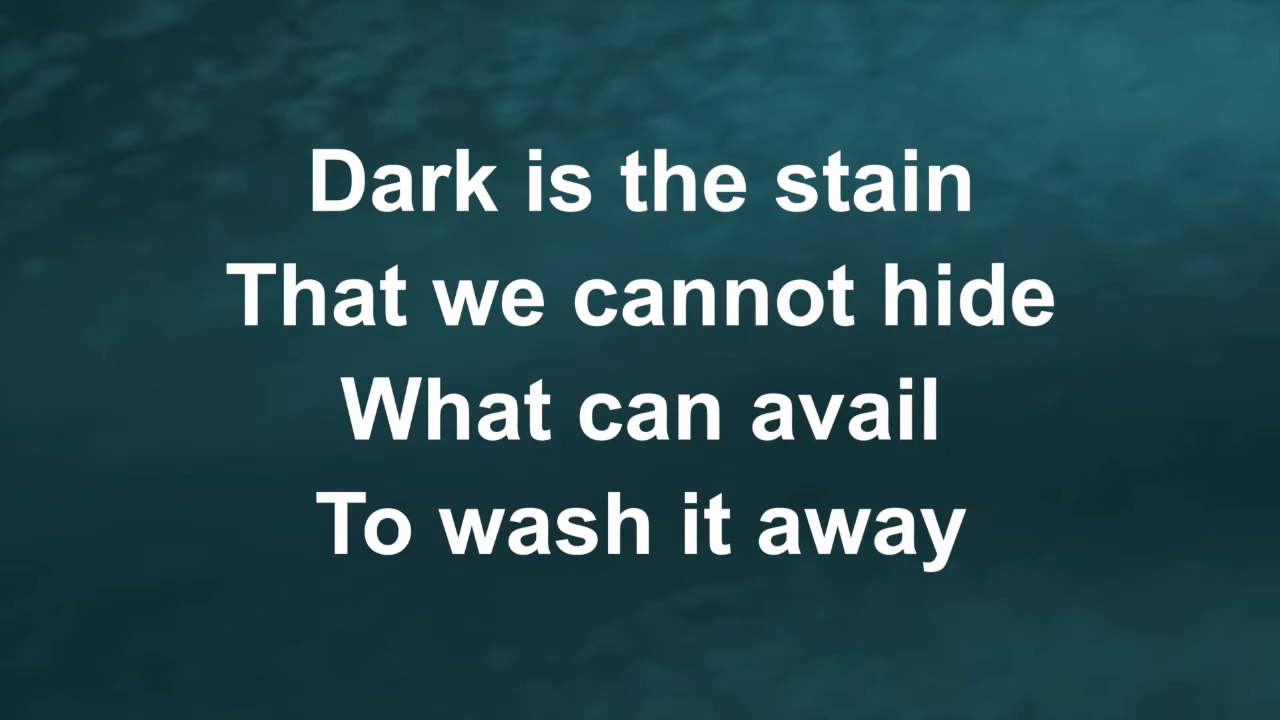 Dark is the stain
That we cannot hide
What can avail
To wash it away